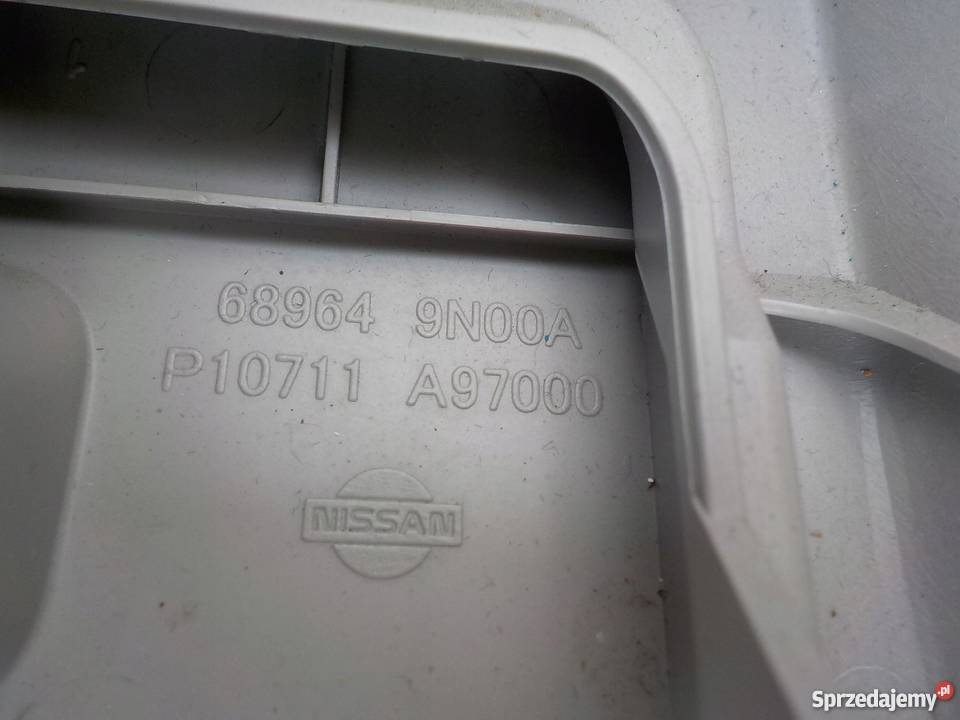 68964 9N00A
P10711 A97000
NISSAN
Sprzedajemy.pl